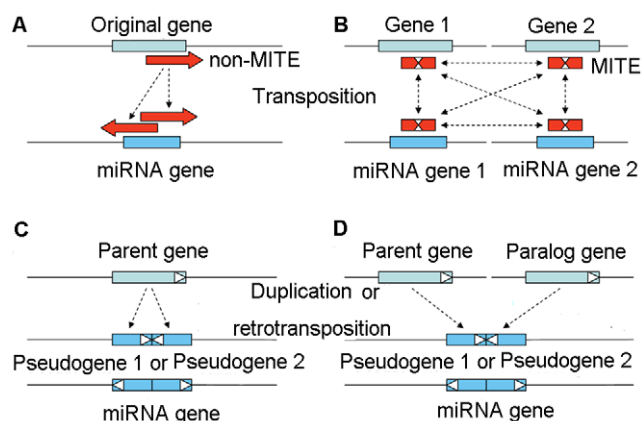 A
Original gene
non-MITE
Transposition
miRNA gene
B
Gene 1 Gene 2
MITE
miRNA gene 1 miRNA gene 2
C
Parent gene
Duplication or
retrotransposition
Pseudogene 1 or Pseudogene 2
miRNA gene
D
Parent gene Paralog gene
Pseudogene 1 or Pseudogene 2
miRNA gene